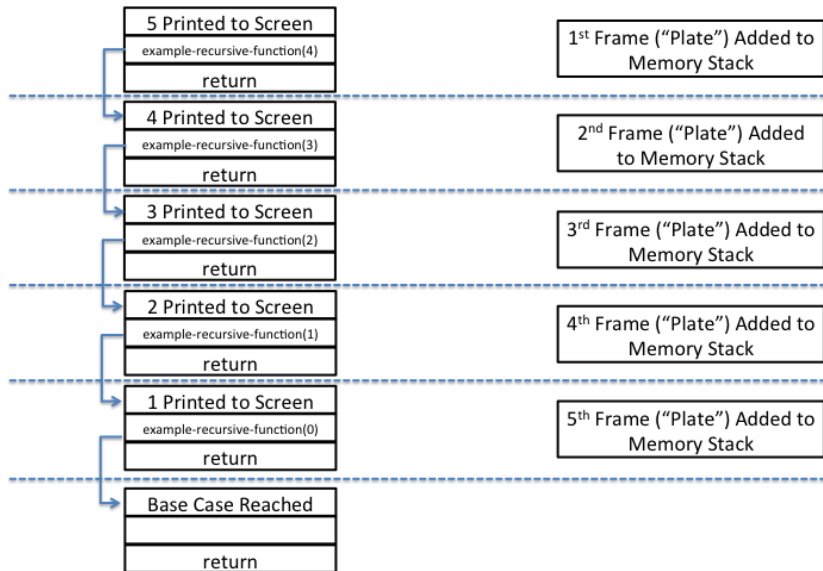 5 Printed to Screen
example-recursive-function(4)
return
1st Frame (“Plate”) Added to
Memory Stack
4 Printed to Screen
example-recursive-function(3)
return
2nd Frame (“Plate”) Added
to Memory Stack
3 Printed to Screen
example-recursive-function(2)
return
3rd Frame (“Plate”) Added to
Memory Stack
2 Printed to Screen
example-recursive-function(1)
return
4th Frame (“Plate”) Added to
Memory Stack
1 Printed to Screen
example-recursive-function(0)
return
5th Frame (“Plate”) Added to
Memory Stack
Base Case Reached
return